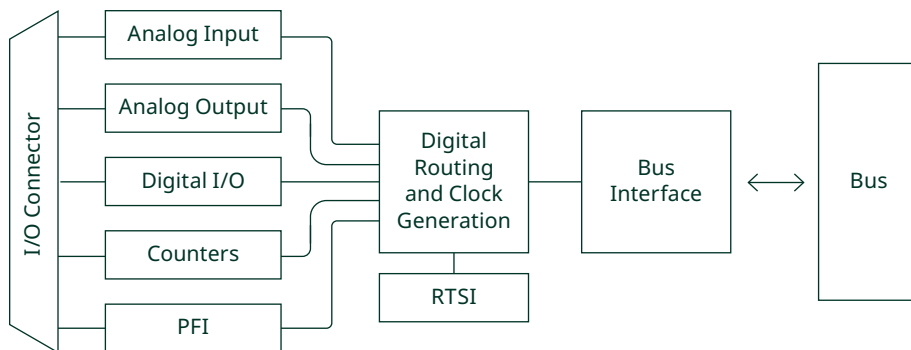 I/O Connector
Analog Input
Analog Output
Digital I/O
Counters
PFI
Digital
Routing
and Clock
Generation
RTSI
Bus
Interface
Bus